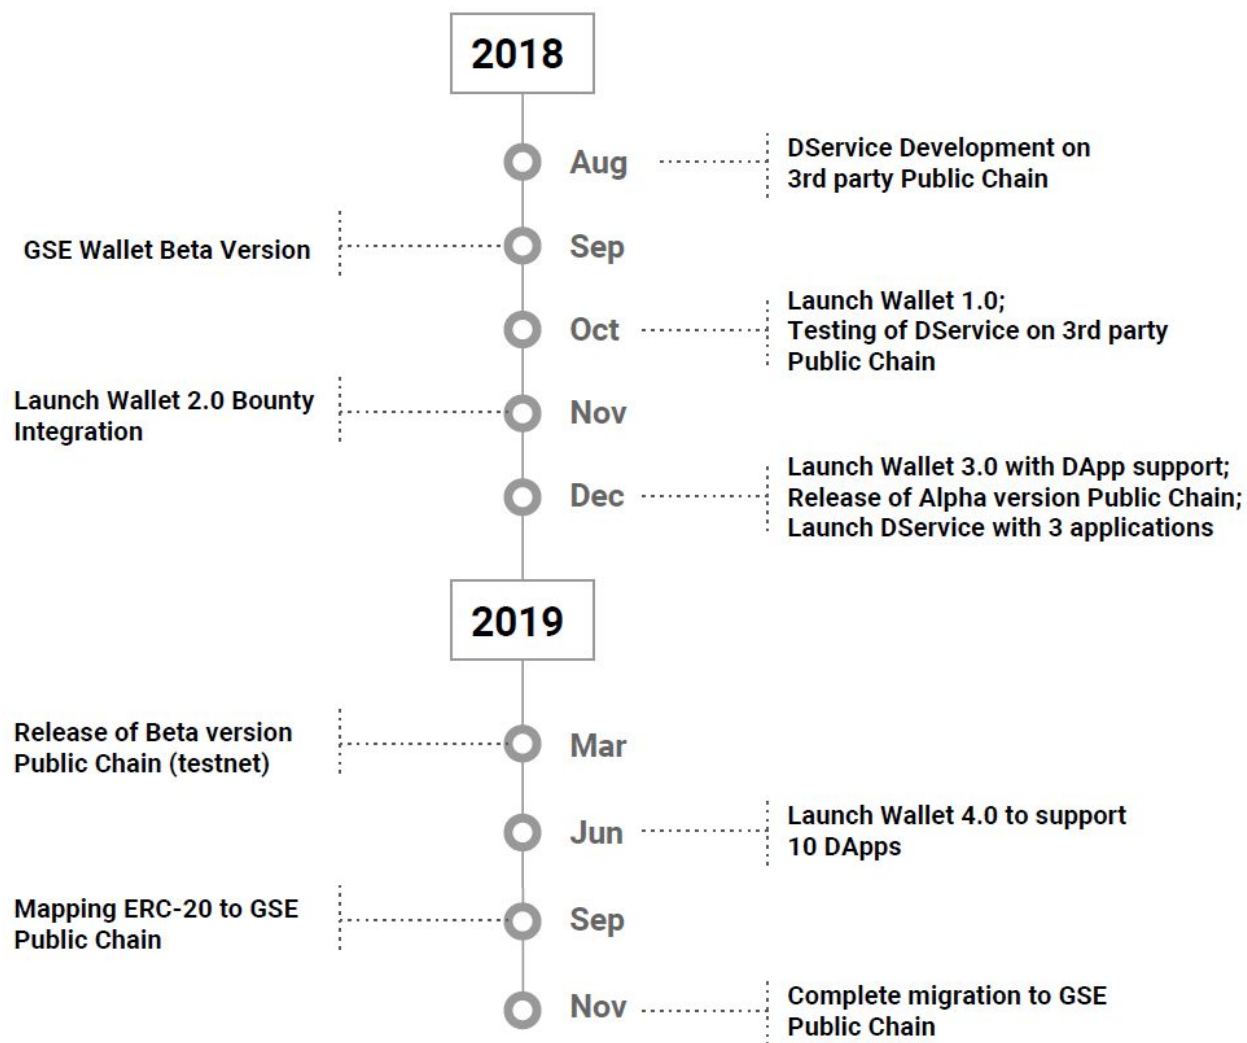 2018
Aug
DService Development on
3rd party Public Chain
GSE Wallet Beta Version
Sep
Oct
Launch Wallet 1.0;
Testing of DService on 3rd party
Public Chain
Launch Wallet 2.0 Bounty
Integration
Nov
Dec
Launch Wallet 3.0 with DApp support;
Release of Alpha version Public Chain;
Launch DService with 3 applications
2019
Release of Beta version
Public Chain (testnet)
Mar
Jun
Launch Wallet 4.0 to support
10 DApps
Mapping ERC-20 to GSE
Public Chain
Sep
Nov
Complete migration to GSE
Public Chain